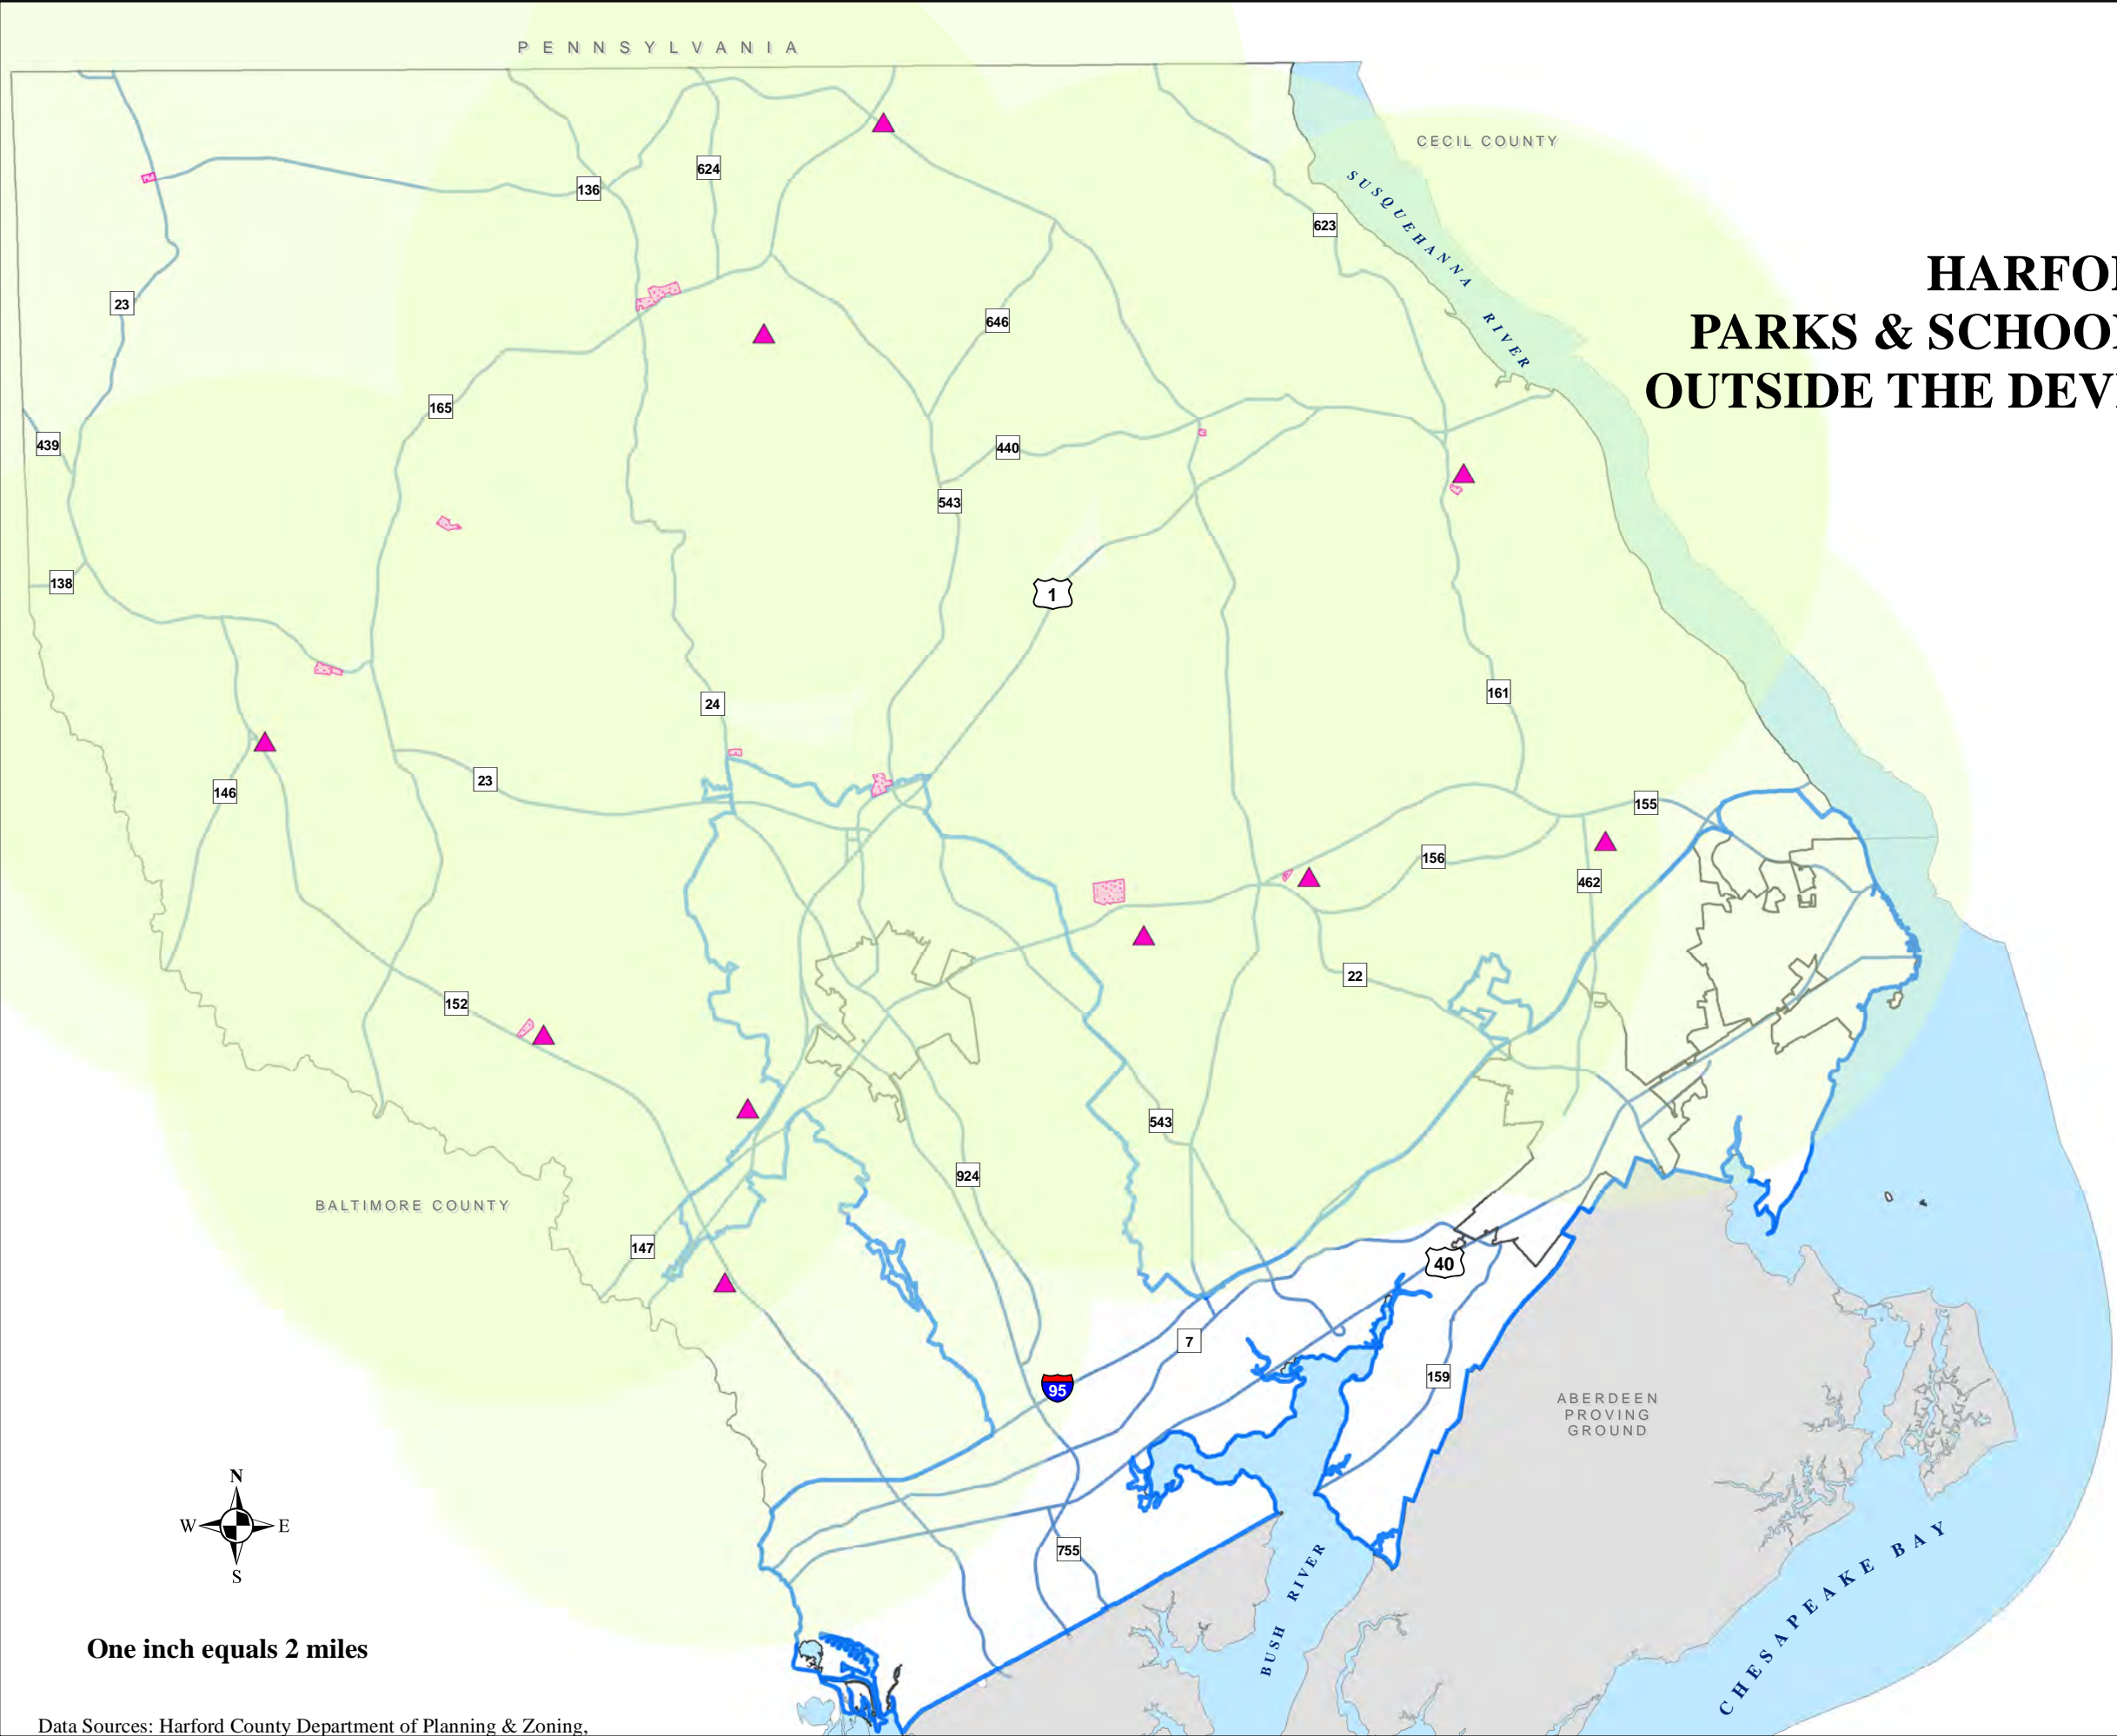 PENNSYLVANIA
CECIL COUNTY
SUSQUEHANNA RIVER
HARFO
PARKS & SCHOO
OUTSIDE THE DEV
136
624
623
23
646
165
439
440
543
1
138
161
24
23
146
155
156
462
22
152
543
924
BALTIMORE COUNTY
147
40
7
95
159
ABERDEEN
PROVING
GROUND
755
N
W
E
S
BUSH RIVER
CHESAPEAKE BAY
One inch equals 2 miles
Data Sources: Harford County Department of Planning & Zoning,